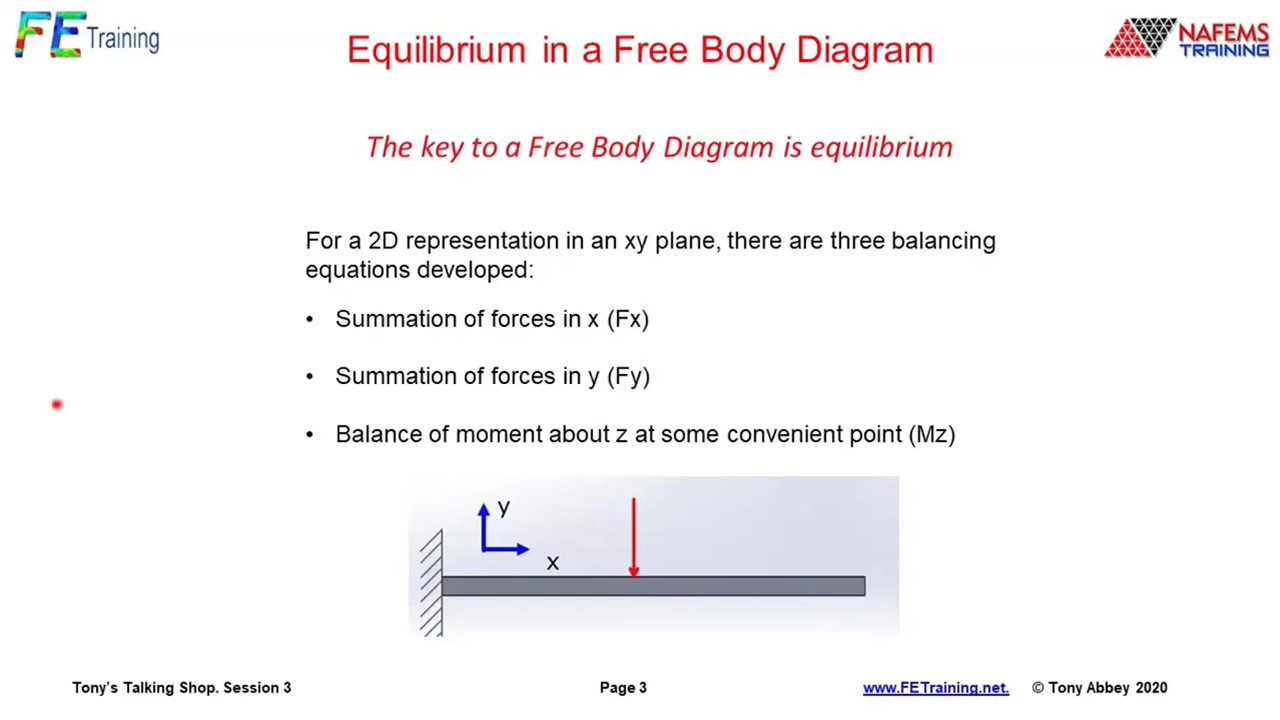 FE Training
Equilibrium in a Free Body Diagram
NAFEMS
TRAINING
The key to a Free Body Diagram is equilibrium
For a 2D representation in an xy plane, there are three balancing
equations developed:
• Summation of forces in x (Fx)
• Summation of forces in y (Fy)
• Balance of moment about z at some convenient point (Mz)
y
x
Tony's Talking Shop. Session 3
Page 3
www.FETraining.net.
© Tony Abbey 2020